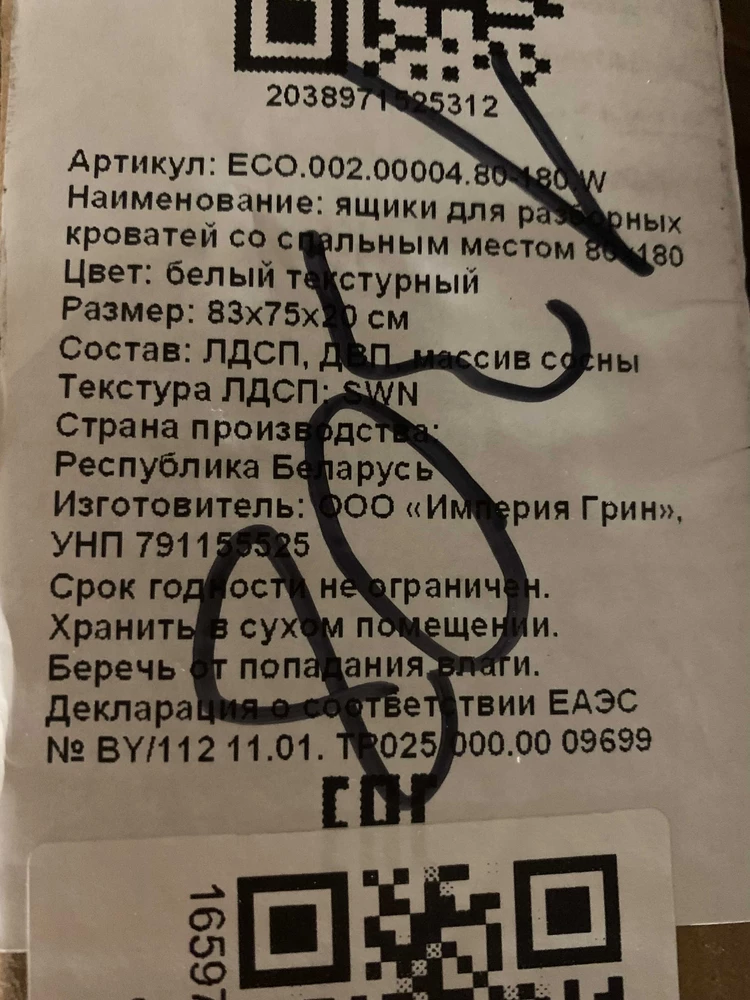 2038971525312
Артикул: ECO.002.00004.80-180.W
Наименование: ящики для разборных
кроватей со спальным местом 80х180
Цвет: белый текстурный
Размер: 83х75х20 см
Состав: ЛДСП, ДВП, массив сосны
Текстура ЛДСП: SWN
Страна производства:
Республика Беларусь
Изготовитель: ООО «Империя Грин»,
УНП 791155525
Срок годности не ограничен.
Хранить в сухом помещении.
Беречь от попадания влаги.
Декларация о соответствии ЕАЭС
№ BY/112 11.01. ТР025 000.00 09699
EAC
16597